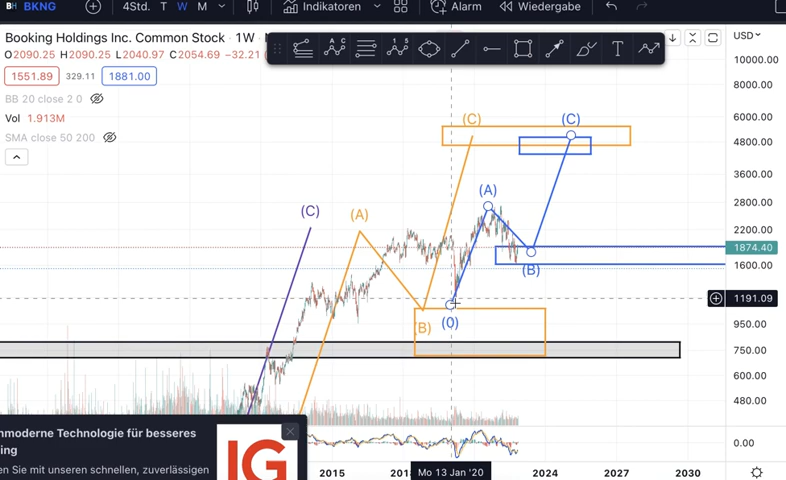 BH BKNG
4Std. T W M
Indikatoren
Alarm
Wiedergabe
Booking Holdings Inc. Common Stock · 1W ·
O2090.25 H2090.25 L2040.97 C2054.69 −32.21
1551.89 329.11 1881.00
BB 20 close 2 0
Vol 1.913M
SMA close 50 200
A C
1 5
T
USD
10000.00
8000.00
6000.00
4800.00
3600.00
2800.00
2200.00
1874.40
1600.00
1191.09
950.00
750.00
600.00
480.00
0.00
(C)
(C)
(C)
(A)
(A)
(B)
(B)
(0)
nmoderne Technologie für besseres
ing
en Sie mit unseren schnellen, zuverlässigen
IG
2015
Mo 13 Jan '20
2024
2027
2030